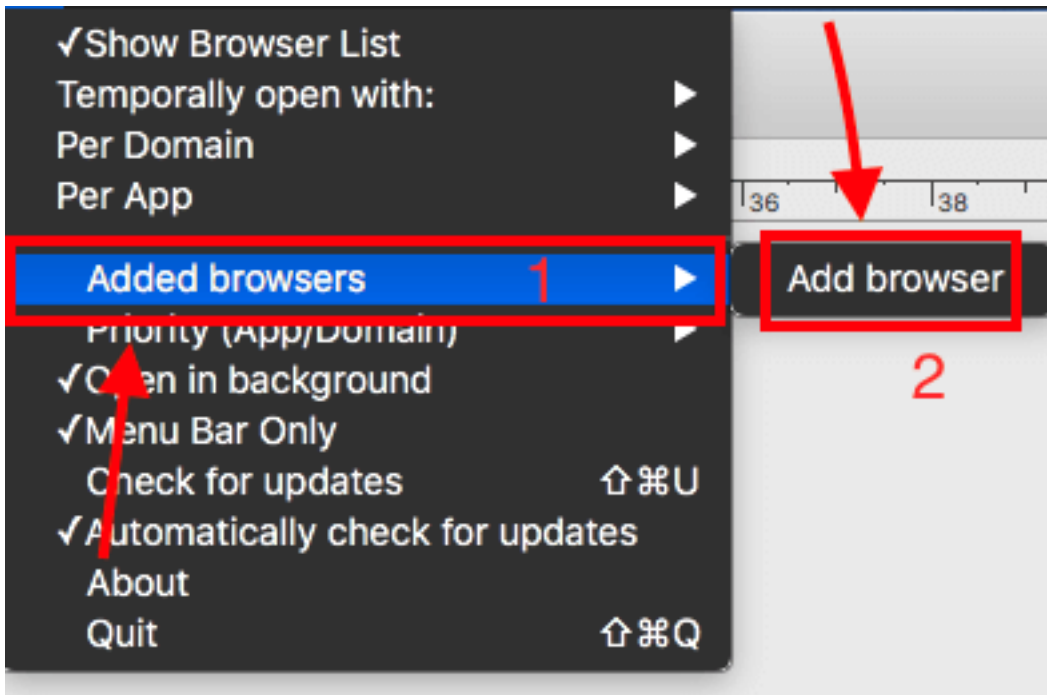 ✓Show Browser List
Temporally open with: ▶
Per Domain ▶
Per App ▶
36 38
Added browsers 1 ▶ Add browser
Priority (App/Domain) ▶
2
✓Open in background
✓Menu Bar Only
Check for updates ⇧⌘U
✓Automatically check for updates
About
Quit ⇧⌘Q